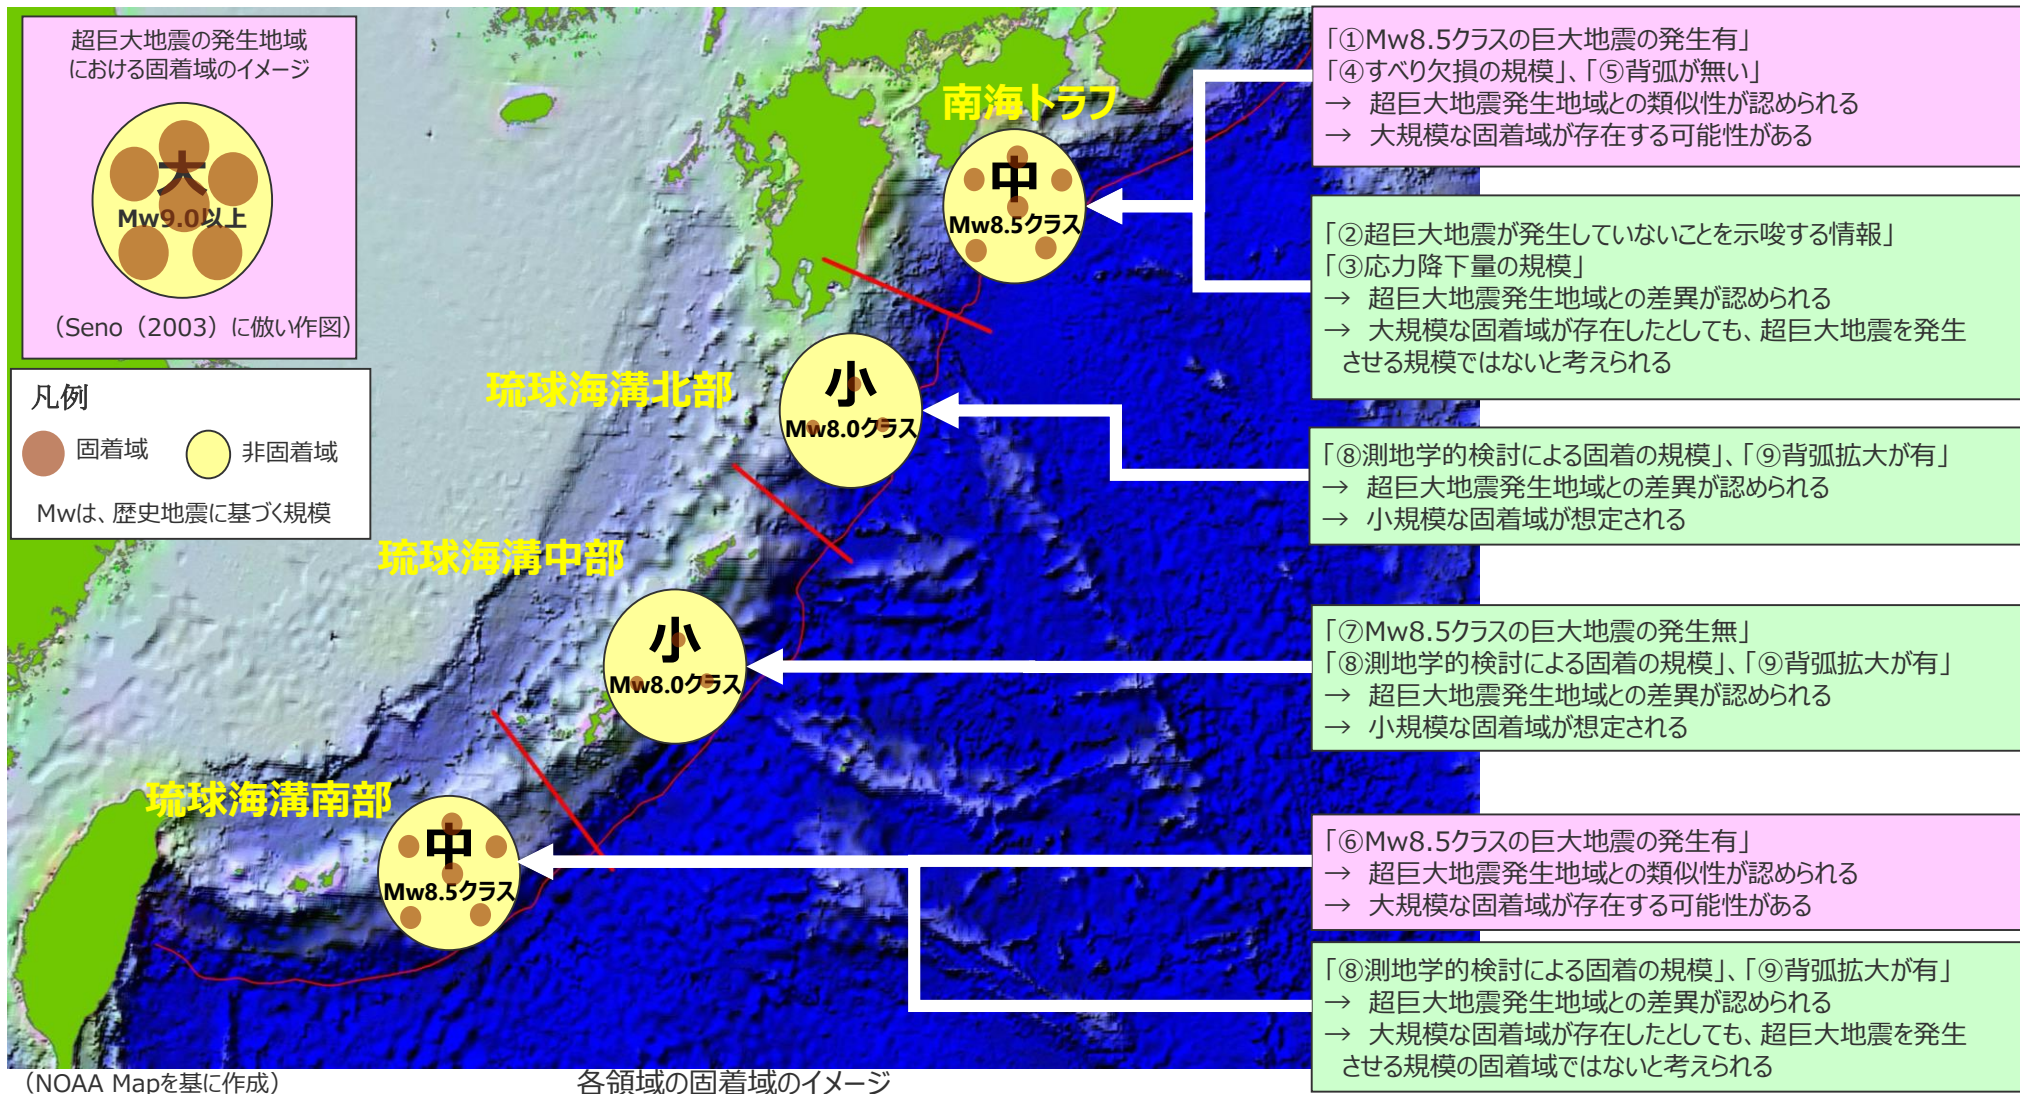 超巨大地震の発生地域
における固着域のイメージ
大
Mw9.0以上
（Seno（2003）に倣い作図）
凡例
固着域
非固着域
Mwは、歴史地震に基づく規模
南海トラフ
中
Mw8.5クラス
琉球海溝北部
小
Mw8.0クラス
琉球海溝中部
小
Mw8.0クラス
琉球海溝南部
中
Mw8.5クラス
「①Mw8.5クラスの巨大地震の発生有」
「④すべり欠損の規模」、「⑤背弧が無い」
→ 超巨大地震発生地域との類似性が認められる
→ 大規模な固着域が存在する可能性がある
「②超巨大地震が発生していないことを示唆する情報」
「③応力降下量の規模」
→ 超巨大地震発生地域との差異が認められる
→ 大規模な固着域が存在したとしても、超巨大地震を発生
させる規模ではないと考えられる
「⑧測地学的検討による固着の規模」、「⑨背弧拡大が有」
→ 超巨大地震発生地域との差異が認められる
→ 小規模な固着域が想定される
「⑦Mw8.5クラスの巨大地震の発生無」
「⑧測地学的検討による固着の規模」、「⑨背弧拡大が有」
→ 超巨大地震発生地域との差異が認められる
→ 小規模な固着域が想定される
「⑥Mw8.5クラスの巨大地震の発生有」
→ 超巨大地震発生地域との類似性が認められる
→ 大規模な固着域が存在する可能性がある
「⑧測地学的検討による固着の規模」、「⑨背弧拡大が有」
→ 超巨大地震発生地域との差異が認められる
→ 大規模な固着域が存在したとしても、超巨大地震を発生
させる規模の固着域ではないと考えられる
（NOAA Mapを基に作成）
各領域の固着域のイメージ